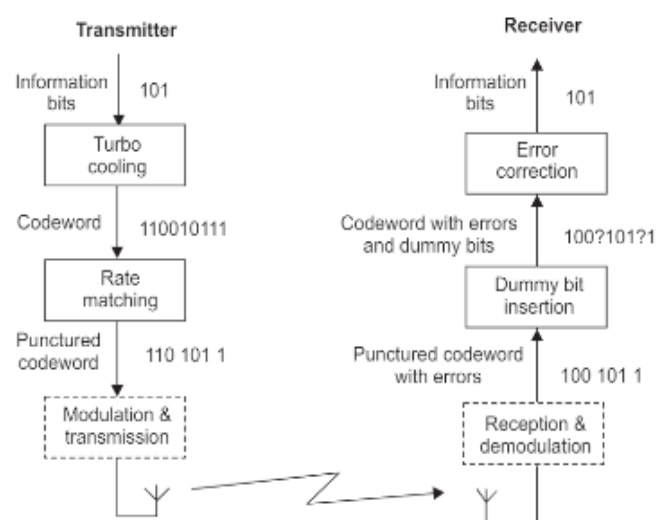 Transmitter
Information
bits
101
Turbo
cooling
Codeword
110010111
Rate
matching
Punctured
codeword
110 101 1
Modulation &
transmission
Receiver
Information
bits
101
Error
correction
Codeword with errors
and dummy bits
100?101?1
Dummy bit
insertion
Punctured codeword
with errors
100 101 1
Reception &
demodulation